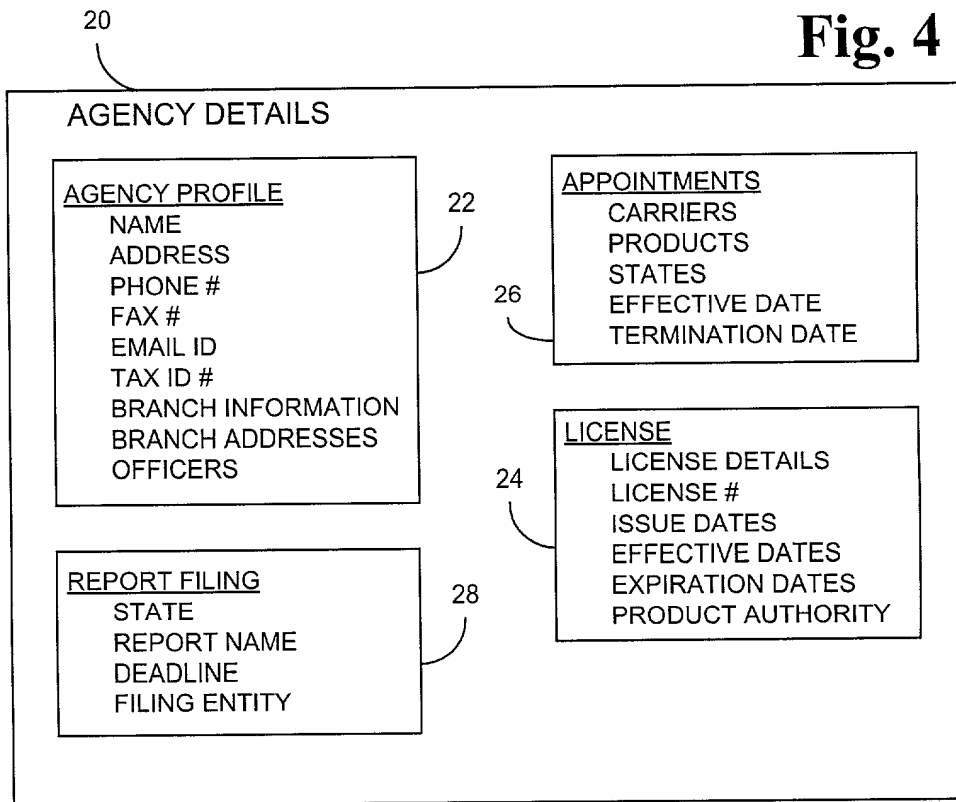 20
Fig. 4
AGENCY DETAILS
AGENCY PROFILE
NAME
ADDRESS
PHONE #
FAX #
EMAIL ID
TAX ID #
BRANCH INFORMATION
BRANCH ADDRESSES
OFFICERS
22
APPOINTMENTS
CARRIERS
PRODUCTS
STATES
EFFECTIVE DATE
TERMINATION DATE
26
REPORT FILING
STATE
REPORT NAME
DEADLINE
FILING ENTITY
28
LICENSE
LICENSE DETAILS
LICENSE #
ISSUE DATES
EFFECTIVE DATES
EXPIRATION DATES
PRODUCT AUTHORITY
24